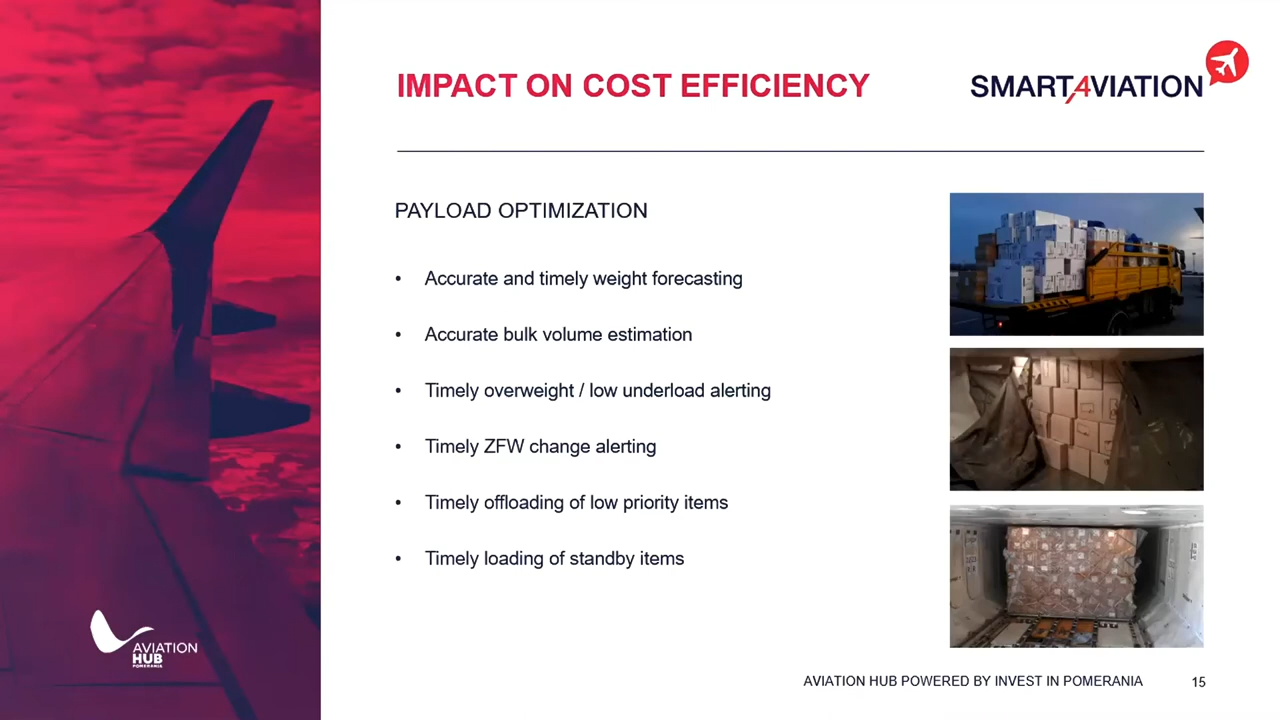 IMPACT ON COST EFFICIENCY
SMARTAVIATION
PAYLOAD OPTIMIZATION
• Accurate and timely weight forecasting
• Accurate bulk volume estimation
• Timely overweight / low underload alerting
• Timely ZFW change alerting
• Timely offloading of low priority items
• Timely loading of standby items
AVIATION
HUB
POMERANIA
AVIATION HUB POWERED BY INVEST IN POMERANIA
15